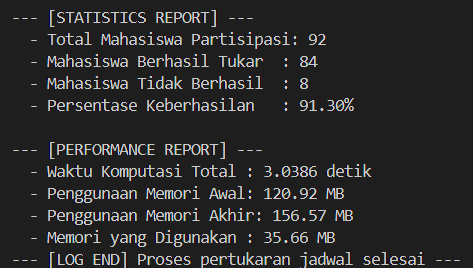 --- [STATISTICS REPORT] ---
- Total Mahasiswa Partisipasi: 92
- Mahasiswa Berhasil Tukar : 84
- Mahasiswa Tidak Berhasil : 8
- Persentase Keberhasilan : 91.30%
--- [PERFORMANCE REPORT] ---
- Waktu Komputasi Total : 3.0386 detik
- Penggunaan Memori Awal: 120.92 MB
- Penggunaan Memori Akhir: 156.57 MB
- Memori yang Digunakan : 35.66 MB
--- [LOG END] Proses pertukaran jadwal selesai ---